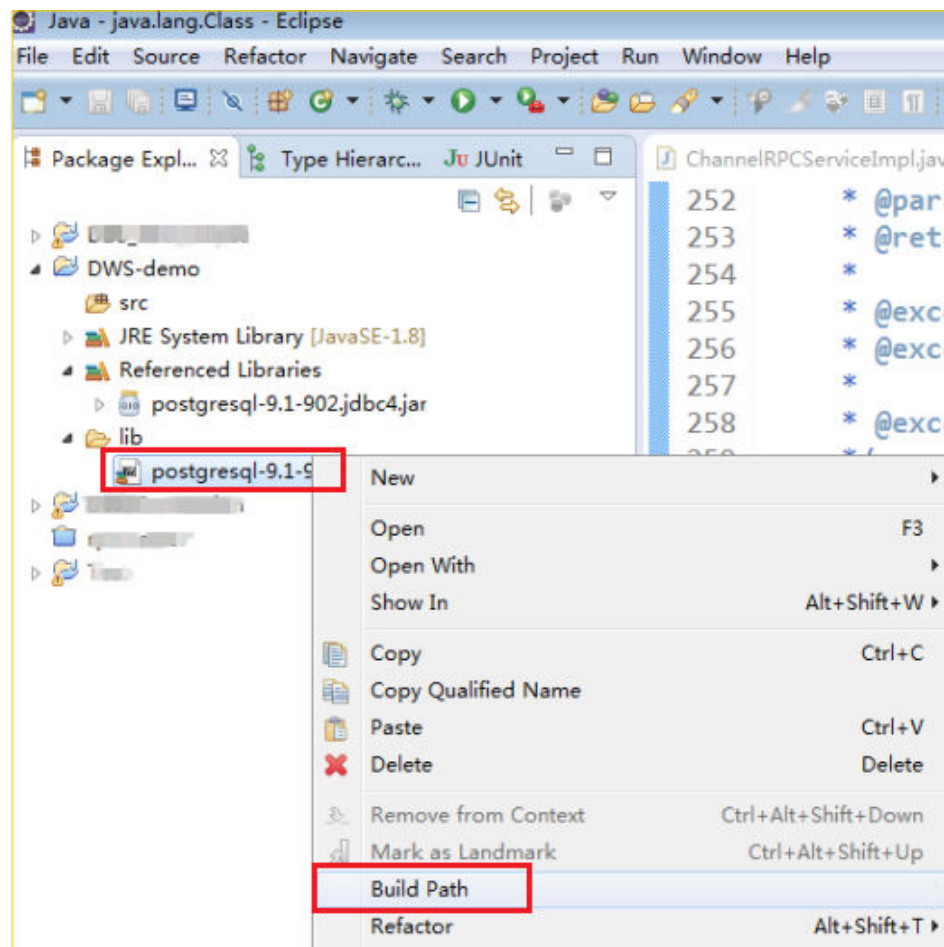 Java - java.lang.Class - Eclipse
File Edit Source Refactor Navigate Search Project Run Window Help
Package Expl... Type Hierarc... JUnit
ChannelRPCServiceImpl.jav
252 * @par
253 * @ret
254 *
255 * @exc
256 * @exc
257 *
258 * @exc
DWS-demo
src
JRE System Library [JavaSE-1.8]
Referenced Libraries
postgresql-9.1-902.jdbc4.jar
lib
postgresql-9.1-9
New
Open F3
Open With
Show In Alt+Shift+W
Copy Ctrl+C
Copy Qualified Name
Paste Ctrl+V
Delete Delete
Remove from Context Ctrl+Alt+Shift+Down
Mark as Landmark Ctrl+Alt+Shift+Up
Build Path
Refactor Alt+Shift+T